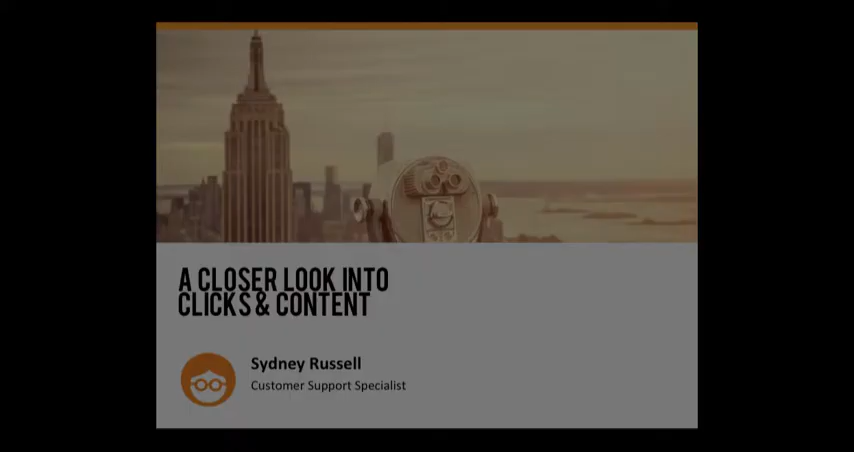 A CLOSER LOOK INTO
CLICKS & CONTENT
Sydney Russell
Customer Support Specialist